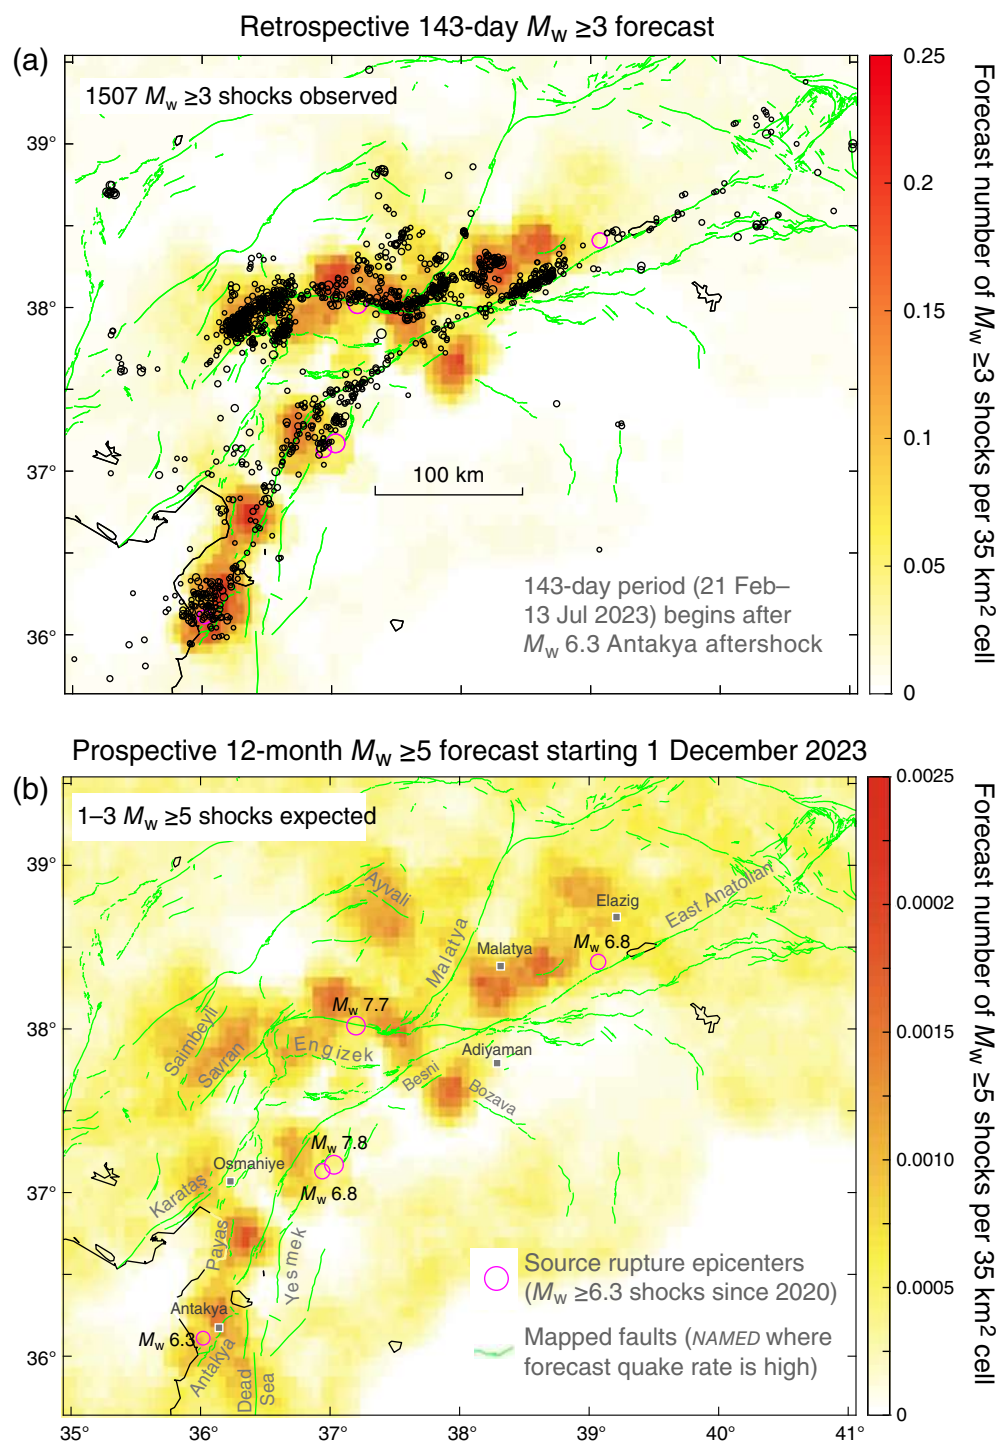 Retrospective 143-day Mw ≥3 forecast
(a)
1507 Mw ≥3 shocks observed
39°
38°
37°
36°
100 km
143-day period (21 Feb–
13 Jul 2023) begins after
Mw 6.3 Antakya aftershock
0.25
0.2
0.15
0.1
0.05
0
Forecast number of Mw ≥3 shocks per 35 km2 cell
Prospective 12-month Mw ≥5 forecast starting 1 December 2023
(b)
1–3 Mw ≥5 shocks expected
39°
38°
37°
36°
Ayvali
Malatya
Elazig
East Anatolian
Malatya
Mw 6.8
Mw 7.7
Saimbeyli
Savran
Engizek
Adiyaman
Besni
Bozava
Mw 7.8
Osmaniye
Mw 6.8
Karataş
Payas
Yesmek
Antakya
Mw 6.3
Antakya
Dead
Sea
Source rupture epicenters
(Mw ≥6.3 shocks since 2020)
Mapped faults (NAMED where
forecast quake rate is high)
35°
36°
37°
38°
39°
40°
41°
0.0025
0.002
0.0015
0.0010
0.0005
0
Forecast number of Mw ≥5 shocks per 35 km2 cell